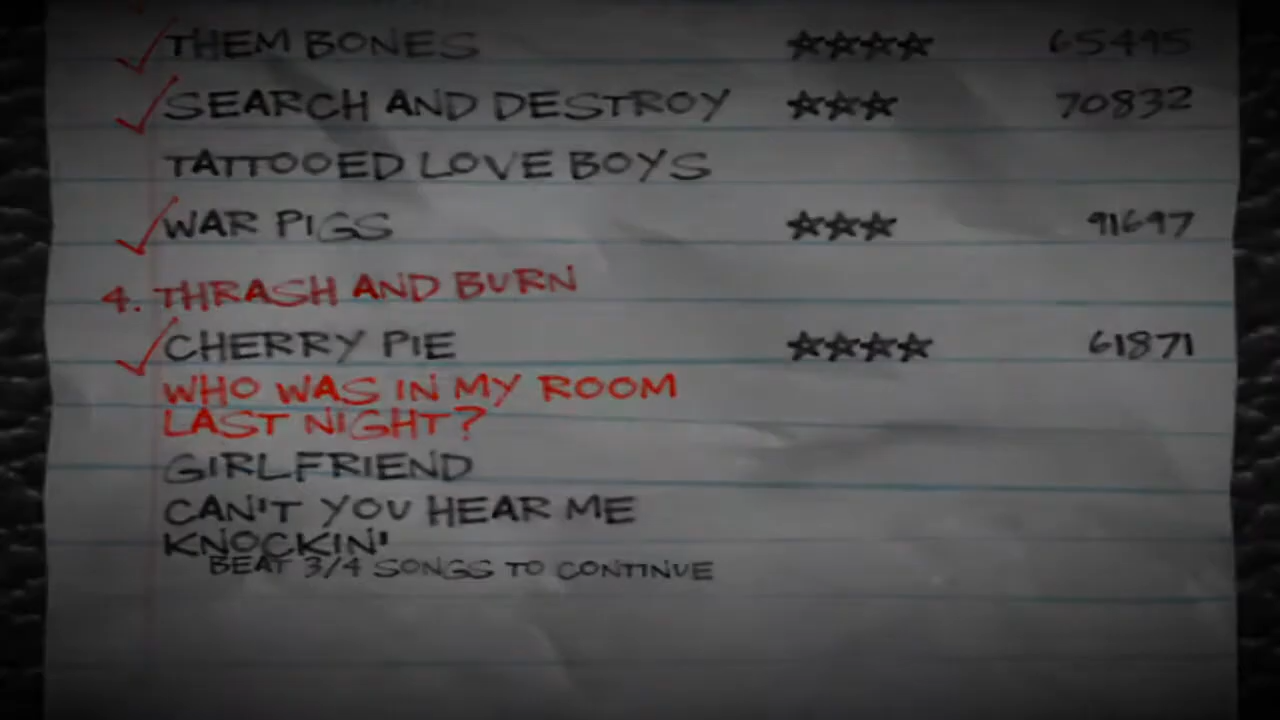 THEM BONES ☆☆☆☆ 65495
SEARCH AND DESTROY ☆☆☆ 70832
TATTOOED LOVE BOYS
WAR PIGS ☆☆☆ 91697
4. THRASH AND BURN
CHERRY PIE ☆☆☆☆ 61871
WHO WAS IN MY ROOM
LAST NIGHT?
GIRLFRIEND
CAN'T YOU HEAR ME
KNOCKIN'
BEAT 3/4 SONGS TO CONTINUE